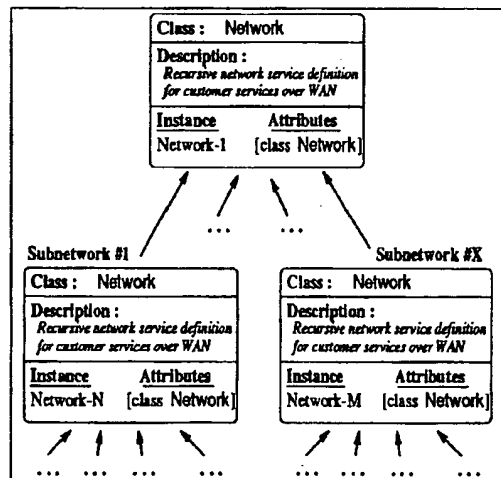 Class : Network
Description :
Recursive network service definition
for customer services over WAN
Instance Attributes
Network-1 [class Network]
... ...
Subnetwork #1 Subnetwork #X
Class : Network
Description :
Recursive network service definition
for customer services over WAN
Instance Attributes
Network-N [class Network]
Class : Network
Description :
Recursive network service definition
for customer services over WAN
Instance Attributes
Network-M [class Network]
... ... ... ... ... ... ... ...